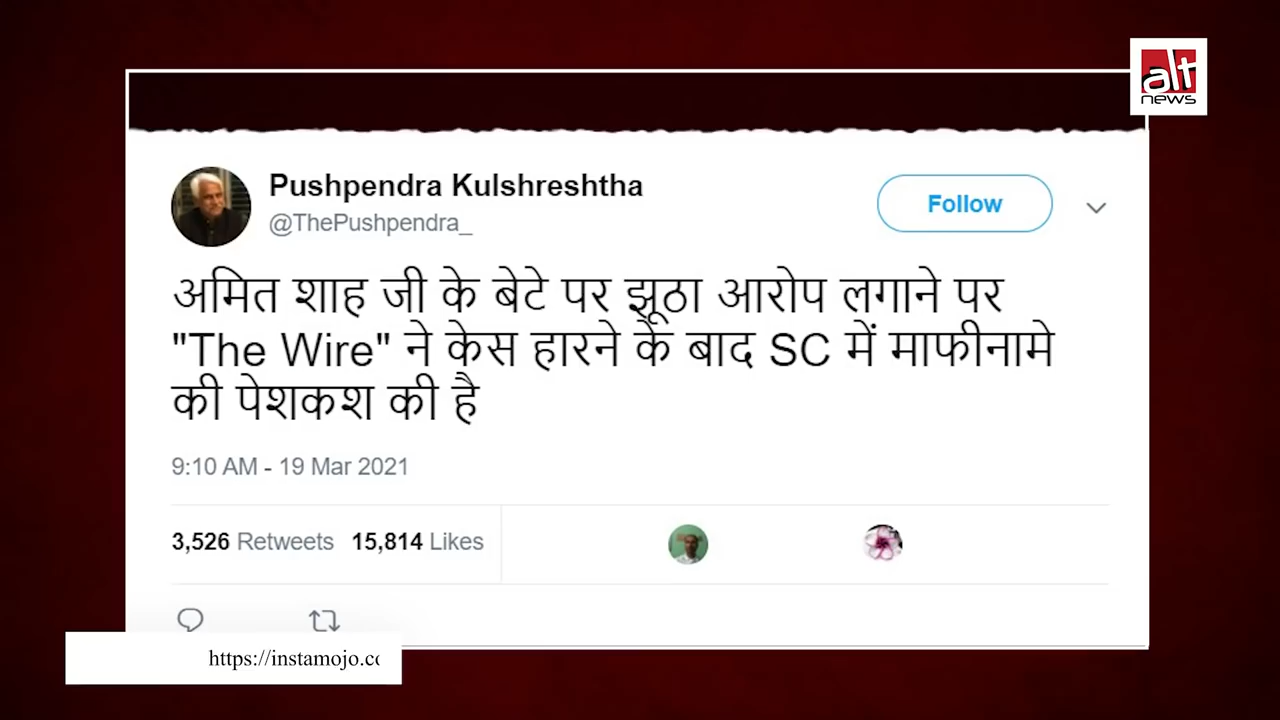 alt
news
Pushpendra Kulshreshtha
@ThePushpendra_
Follow
अमित शाह जी के बेटे पर झूठा आरोप लगाने पर
"The Wire" ने केस हारने के बाद SC में माफीनामे
की पेशकश की है
9:10 AM - 19 Mar 2021
3,526 Retweets 15,814 Likes
https://instamojo.co